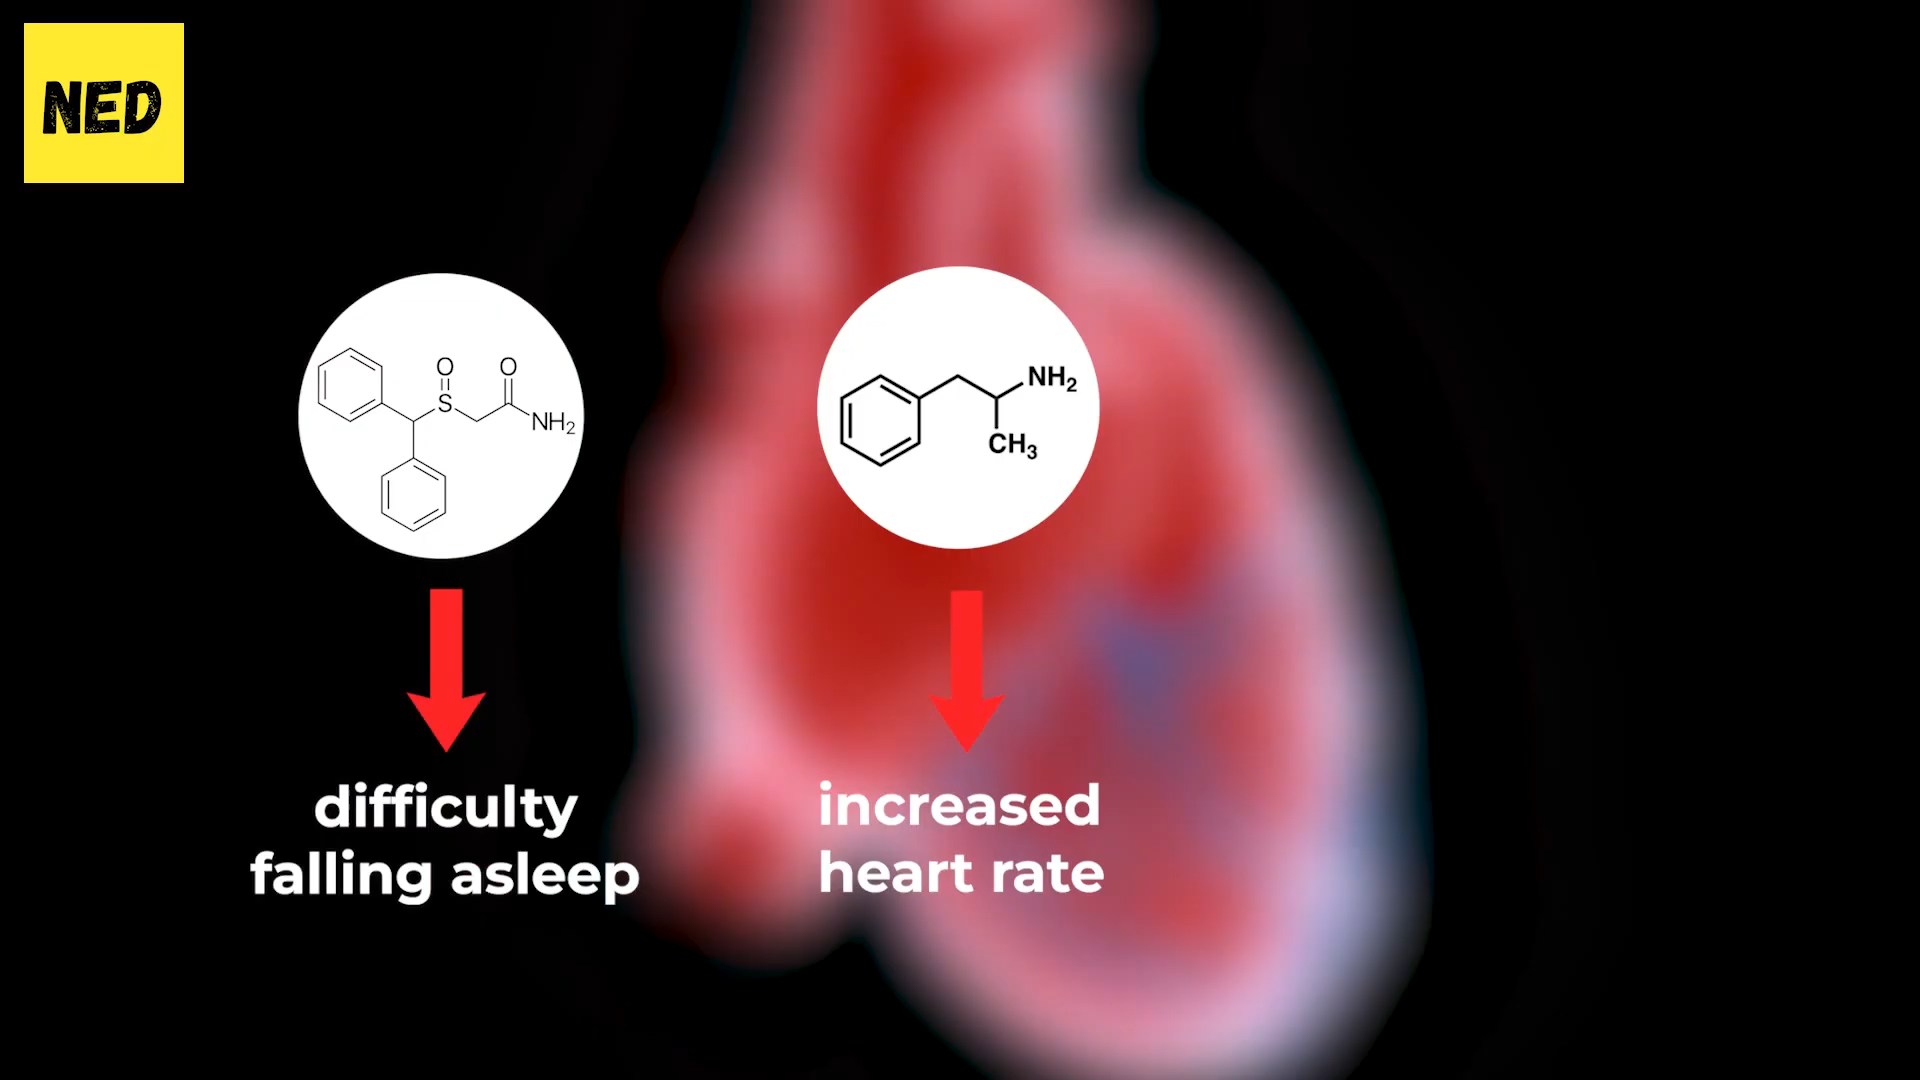 NED
O
O
S
NH₂
NH₂
CH₃
difficulty
falling asleep
increased
heart rate